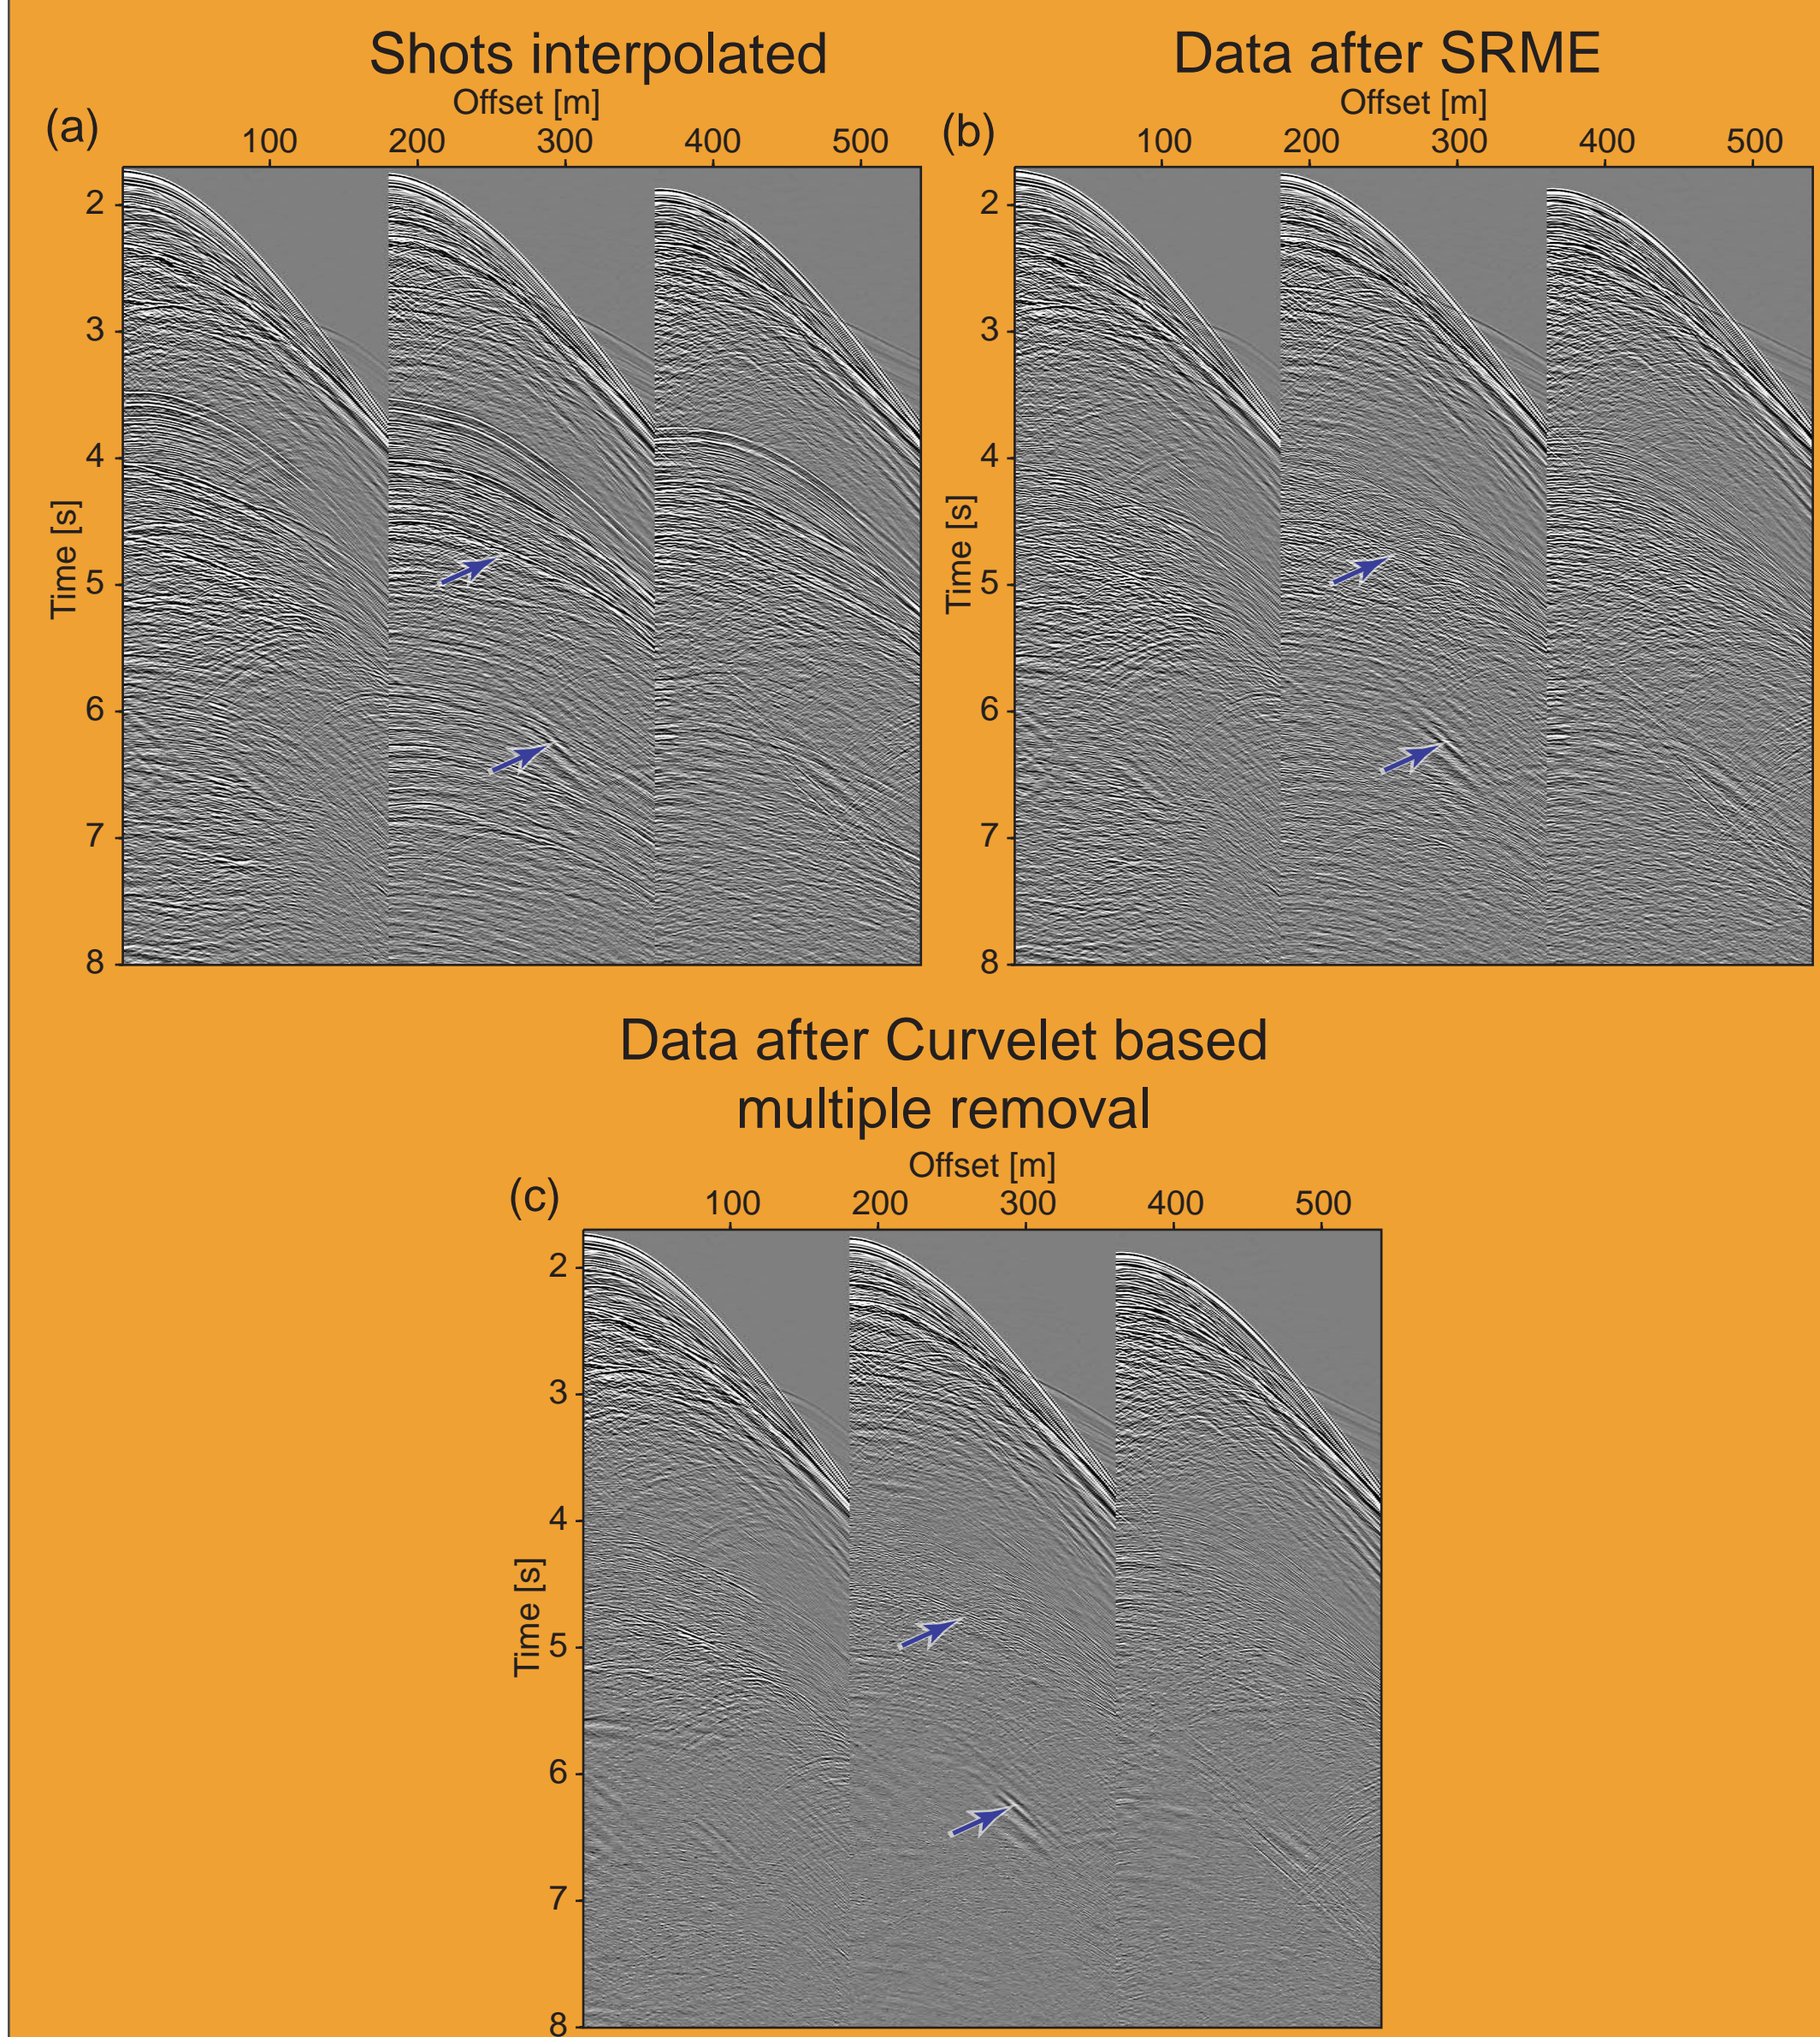 Shots interpolated
Offset [m]
(a)
100 200 300 400 500
2
3
4
5
6
7
8
Time [s]
Data after SRME
Offset [m]
(b)
100 200 300 400 500
2
3
4
5
6
7
8
Time [s]
Data after Curvelet based
multiple removal
Offset [m]
(c)
100 200 300 400 500
2
3
4
5
6
7
8
Time [s]